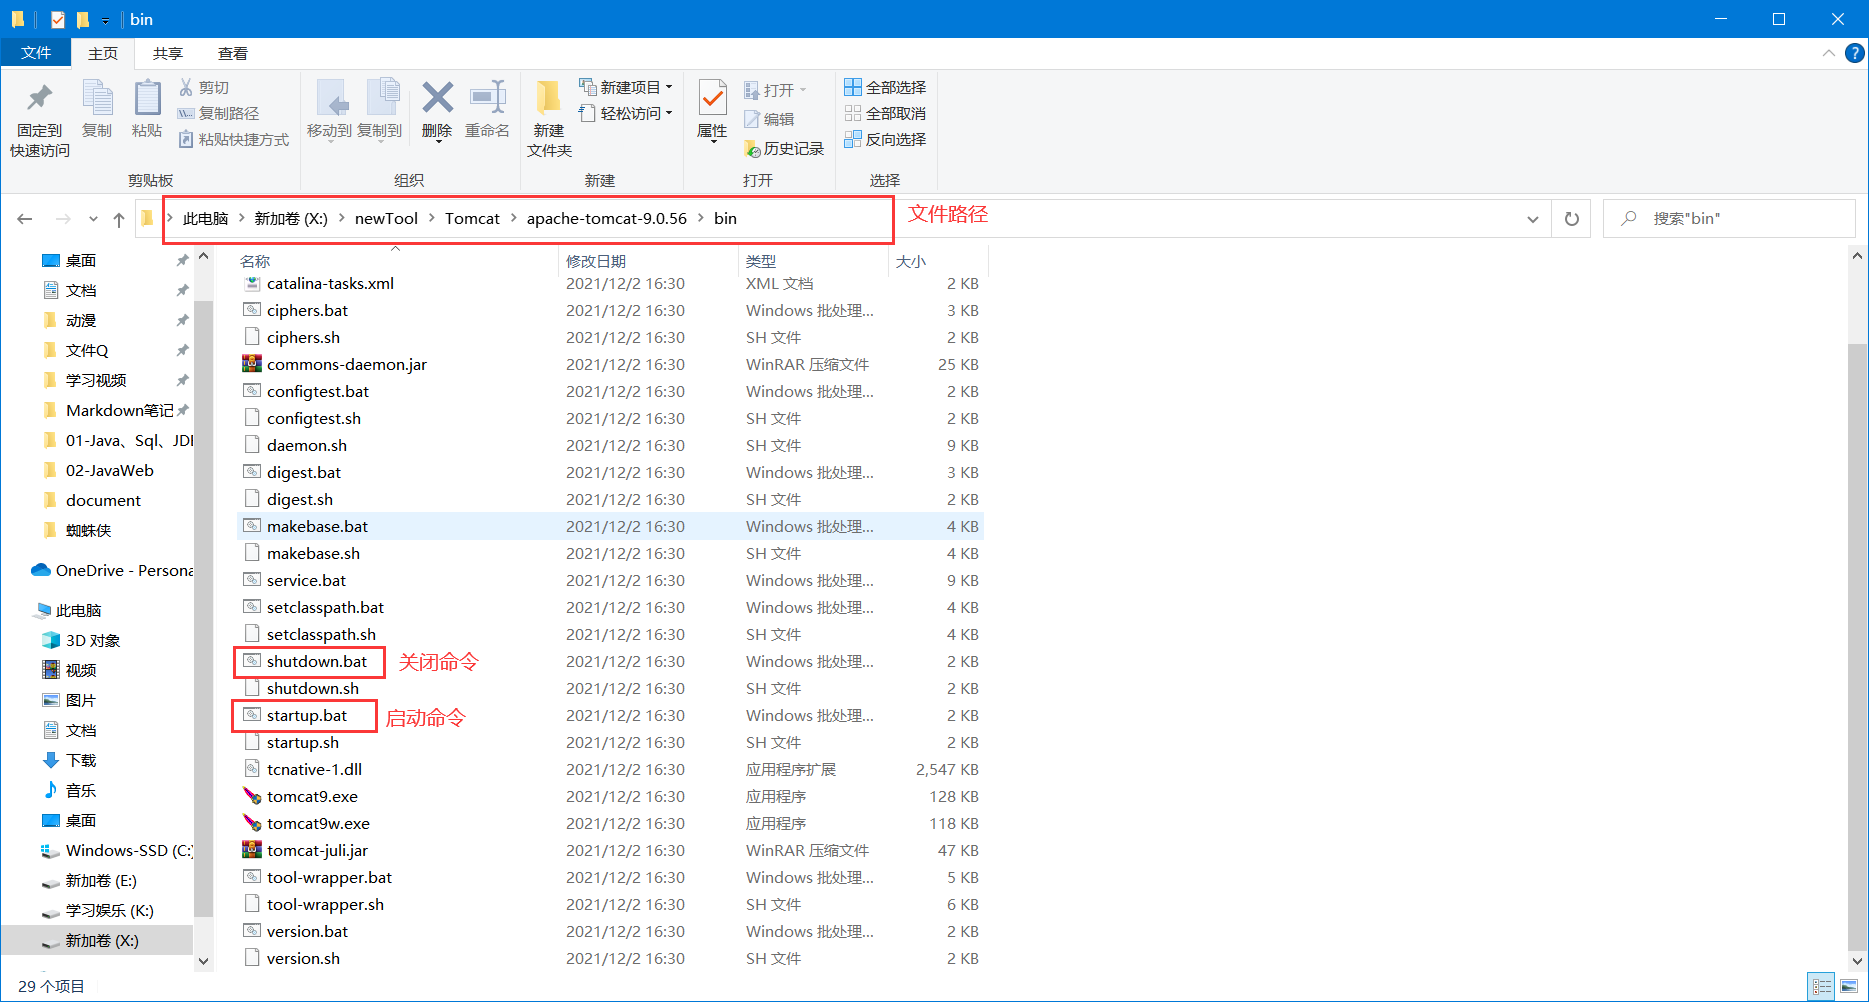 bin
文件 主页 共享 查看
固定到
快速访问
复制
粘贴
剪切
复制路径
粘贴快捷方式
剪贴板
移动到
复制到
删除
重命名
组织
新建
文件夹
新建项目
轻松访问
新建
属性
打开
编辑
历史记录
打开
全部选择
全部取消
反向选择
选择
此电脑 > 新加卷 (X:) > newTool > Tomcat > apache-tomcat-9.0.56 > bin
文件路径
搜索"bin"
桌面
文档
动漫
文件Q
学习视频
Markdown笔记
01-Java、Sql、JD
02-JavaWeb
document
蜘蛛侠
OneDrive - Persona
此电脑
3D 对象
视频
图片
文档
下载
音乐
桌面
Windows-SSD (C:)
新加卷 (E:)
学习娱乐 (K:)
新加卷 (X:)
名称 修改日期 类型 大小
catalina-tasks.xml 2021/12/2 16:30 XML 文档 2 KB
ciphers.bat 2021/12/2 16:30 Windows 批处理... 3 KB
ciphers.sh 2021/12/2 16:30 SH 文件 2 KB
commons-daemon.jar 2021/12/2 16:30 WinRAR 压缩文件 25 KB
configtest.bat 2021/12/2 16:30 Windows 批处理... 2 KB
configtest.sh 2021/12/2 16:30 SH 文件 2 KB
daemon.sh 2021/12/2 16:30 SH 文件 9 KB
digest.bat 2021/12/2 16:30 Windows 批处理... 3 KB
digest.sh 2021/12/2 16:30 SH 文件 2 KB
makebase.bat 2021/12/2 16:30 Windows 批处理... 4 KB
makebase.sh 2021/12/2 16:30 SH 文件 4 KB
service.bat 2021/12/2 16:30 Windows 批处理... 9 KB
setclasspath.bat 2021/12/2 16:30 Windows 批处理... 4 KB
setclasspath.sh 2021/12/2 16:30 SH 文件 4 KB
shutdown.bat 关闭命令 2021/12/2 16:30 Windows 批处理... 2 KB
shutdown.sh 2021/12/2 16:30 SH 文件 2 KB
startup.bat 启动命令 2021/12/2 16:30 Windows 批处理... 2 KB
startup.sh 2021/12/2 16:30 SH 文件 2 KB
tcnative-1.dll 2021/12/2 16:30 应用程序扩展 2,547 KB
tomcat9.exe 2021/12/2 16:30 应用程序 128 KB
tomcat9w.exe 2021/12/2 16:30 应用程序 118 KB
tomcat-juli.jar 2021/12/2 16:30 WinRAR 压缩文件 47 KB
tool-wrapper.bat 2021/12/2 16:30 Windows 批处理... 5 KB
tool-wrapper.sh 2021/12/2 16:30 SH 文件 6 KB
version.bat 2021/12/2 16:30 Windows 批处理... 2 KB
version.sh 2021/12/2 16:30 SH 文件 2 KB
29 个项目